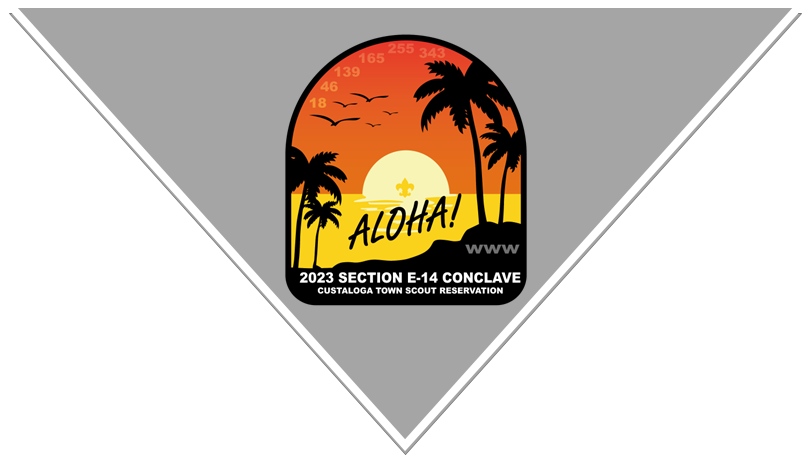 18
46
139
165
255
343
ALOHA!
WWW
2023 SECTION E-14 CONCLAVE
CUSTALOGA TOWN SCOUT RESERVATION